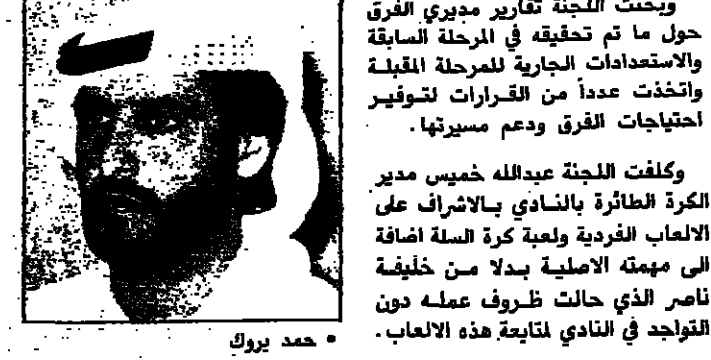 وبحثت اللجنة تقارير مديري الفرق
حول ما تم تحقيقه في المرحلة السابقة
والاستعدادات الجارية للمرحلة المقبلة
واتخذت عدداً من القرارات لتوفير
احتياجات الفرق ودعم مسيرتها.
وكلفت اللجنة عبدالله خميس مدير
الكرة الطائرة بالنادي بالاشراف على
الالعاب الفردية ولعبة كرة السلة اضافة
الى مهمته الاصلية بدلا من خليفة
ناصر الذي حالت ظروف عمله دون
التواجد في النادي لمتابعة هذه الالعاب.
• حمد يروك